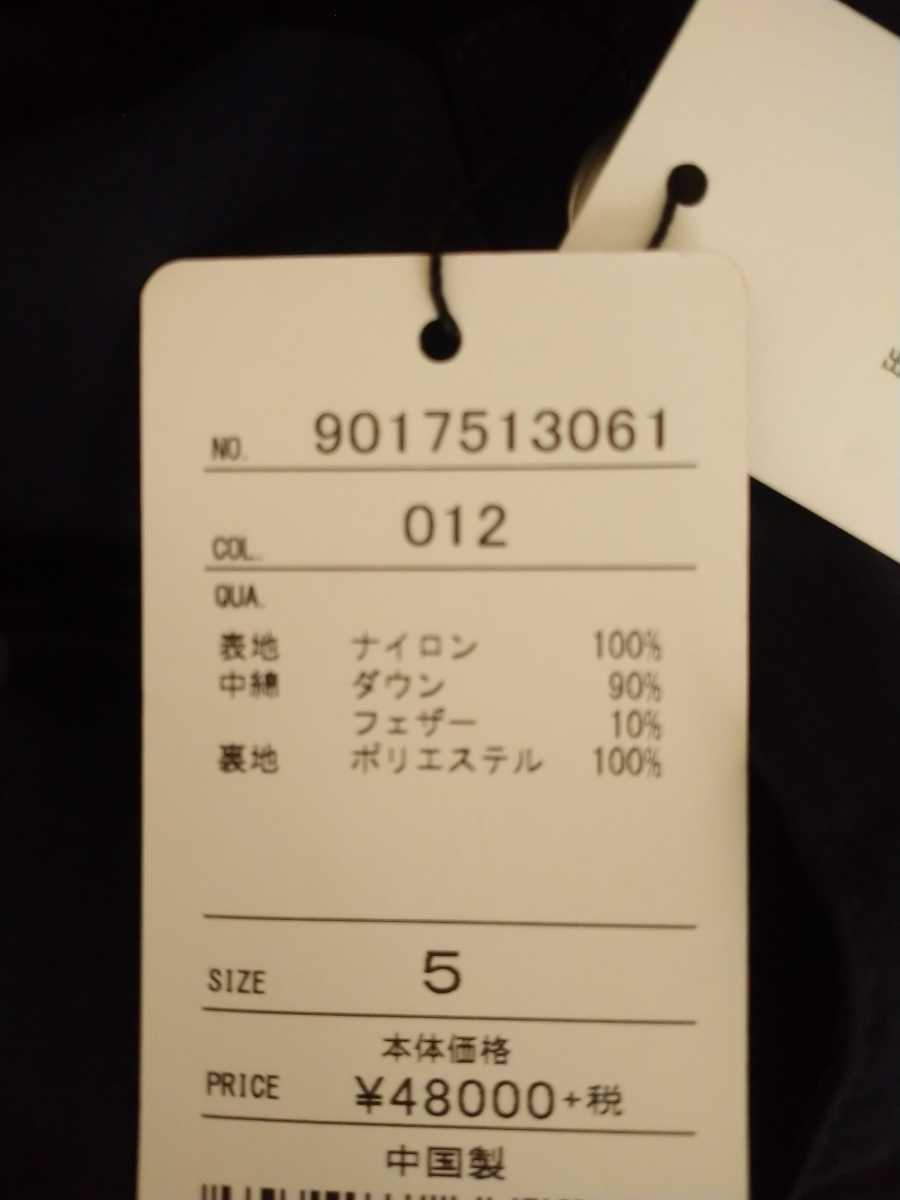 NO. 9017513061
COL. 012
QUA.
表地 ナイロン 100%
中綿 ダウン 90%
フェザー 10%
裏地 ポリエステル 100%
SIZE 5
本体価格
PRICE ¥48000+税
中国製